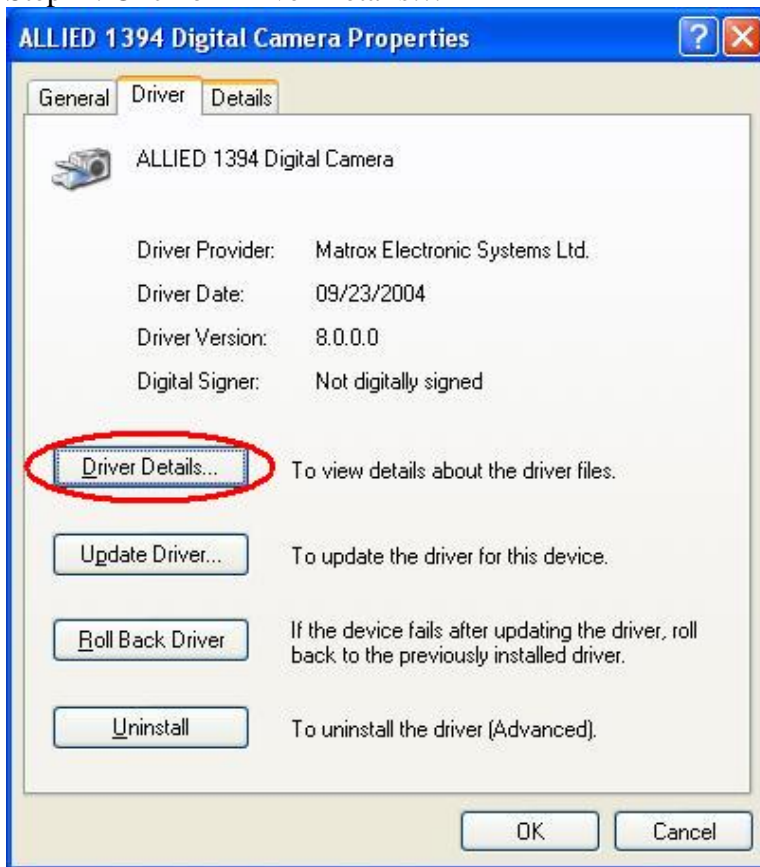 ALLIED 1394 Digital Camera Properties
General Driver Details
ALLIED 1394 Digital Camera
Driver Provider: Matrox Electronic Systems Ltd.
Driver Date: 09/23/2004
Driver Version: 8.0.0.0
Digital Signer: Not digitally signed
Driver Details... To view details about the driver files.
Update Driver... To update the driver for this device.
Roll Back Driver If the device fails after updating the driver, roll
back to the previously installed driver.
Uninstall To uninstall the driver (Advanced).
OK Cancel